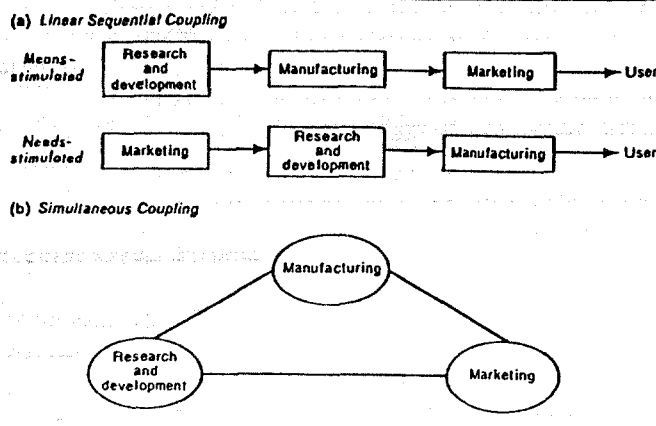 (a) Linear Sequential Coupling
Means-
stimulated
Research
and
development
Manufacturing
Marketing
User
Needs-
stimulated
Marketing
Research
and
development
Manufacturing
User
(b) Simultaneous Coupling
Manufacturing
Research
and
development
Marketing